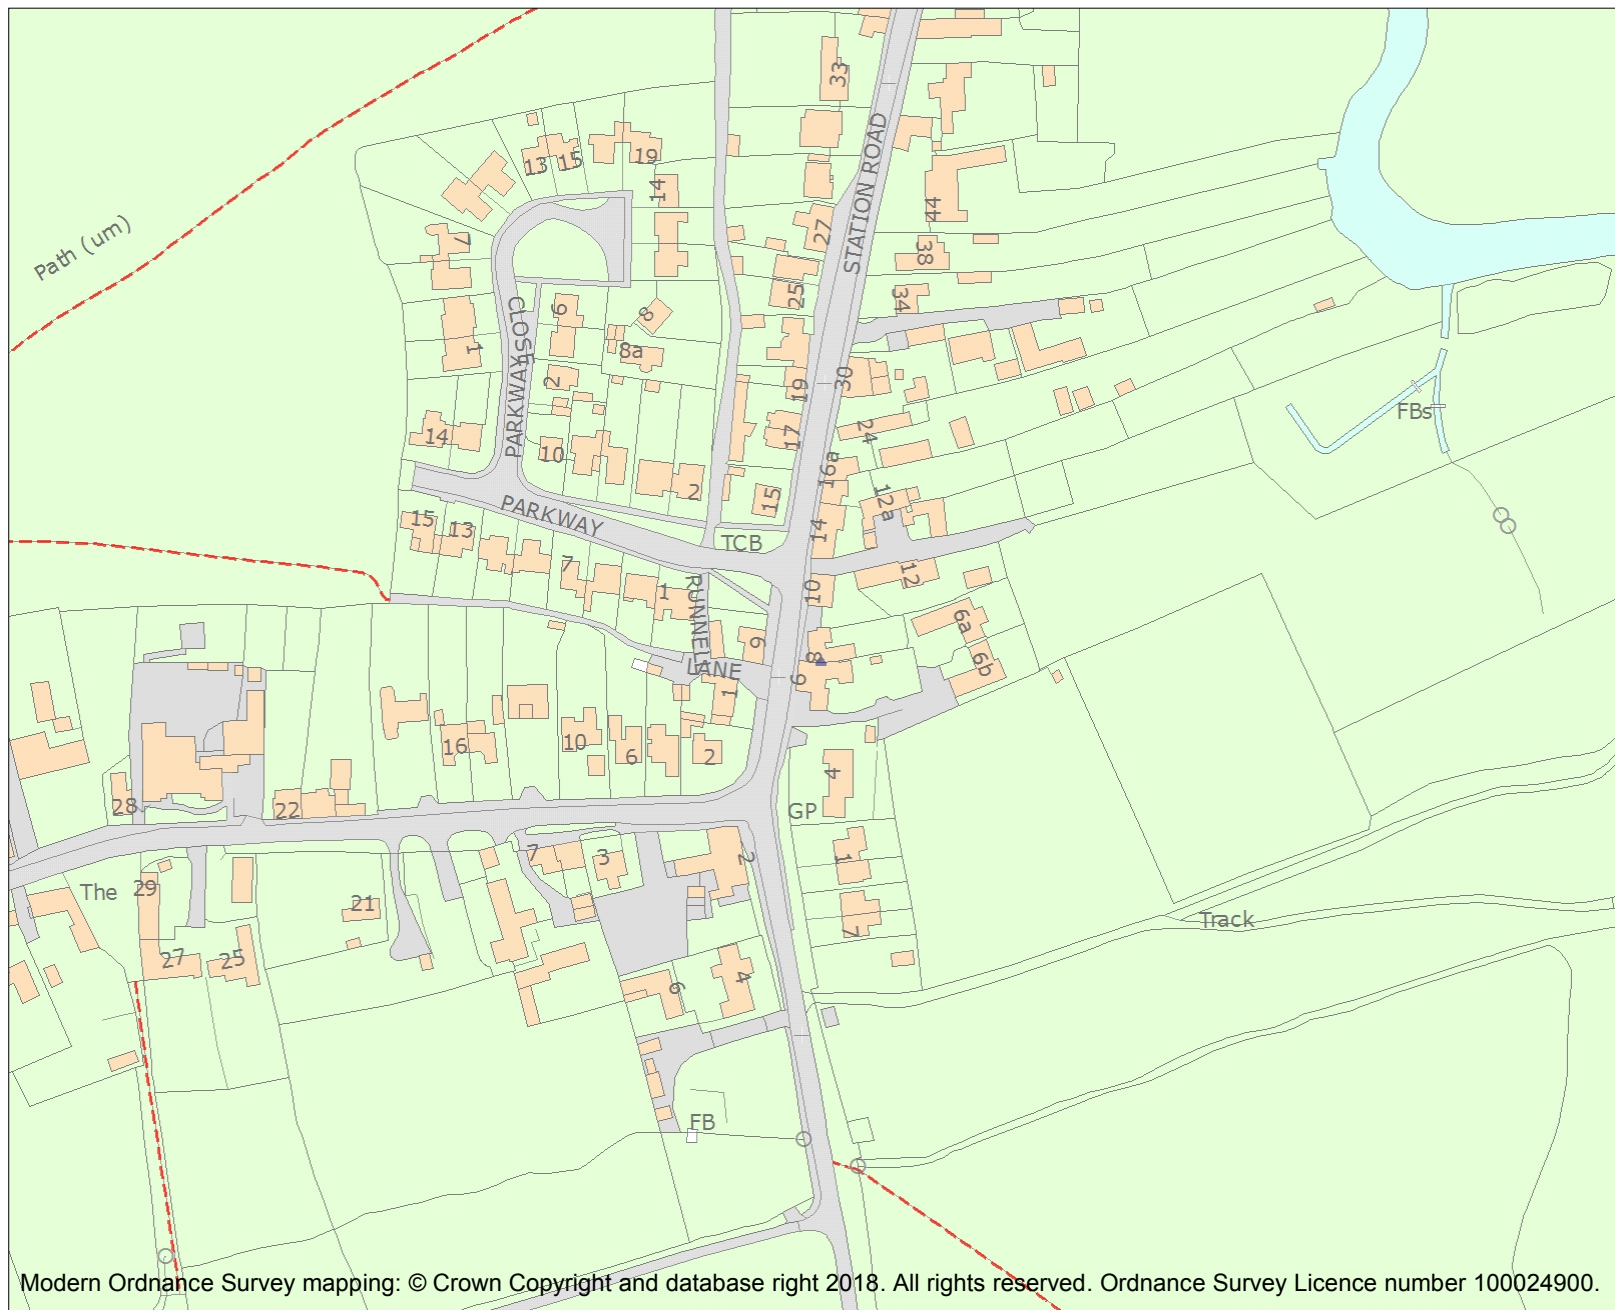 33
STATION ROAD
13
15
19
14
44
27
38
7
Path (um)
25
34
9
8
CLOSE
PARKWAY
1
8a
2
19
30
17
24
FBs
14
10
16a
2
15
12a
PARKWAY
14
15
13
TCB
7
12
1
RUNNEL
10
6a
9
8
LANE
6b
1
6
16
10
6
2
4
28
22
GP
7
3
2
1
The
29
21
7
Track
27
25
6
4
FB
Modern Ordnance Survey mapping: © Crown Copyright and database right 2018. All rights reserved. Ordnance Survey Licence number 100024900.